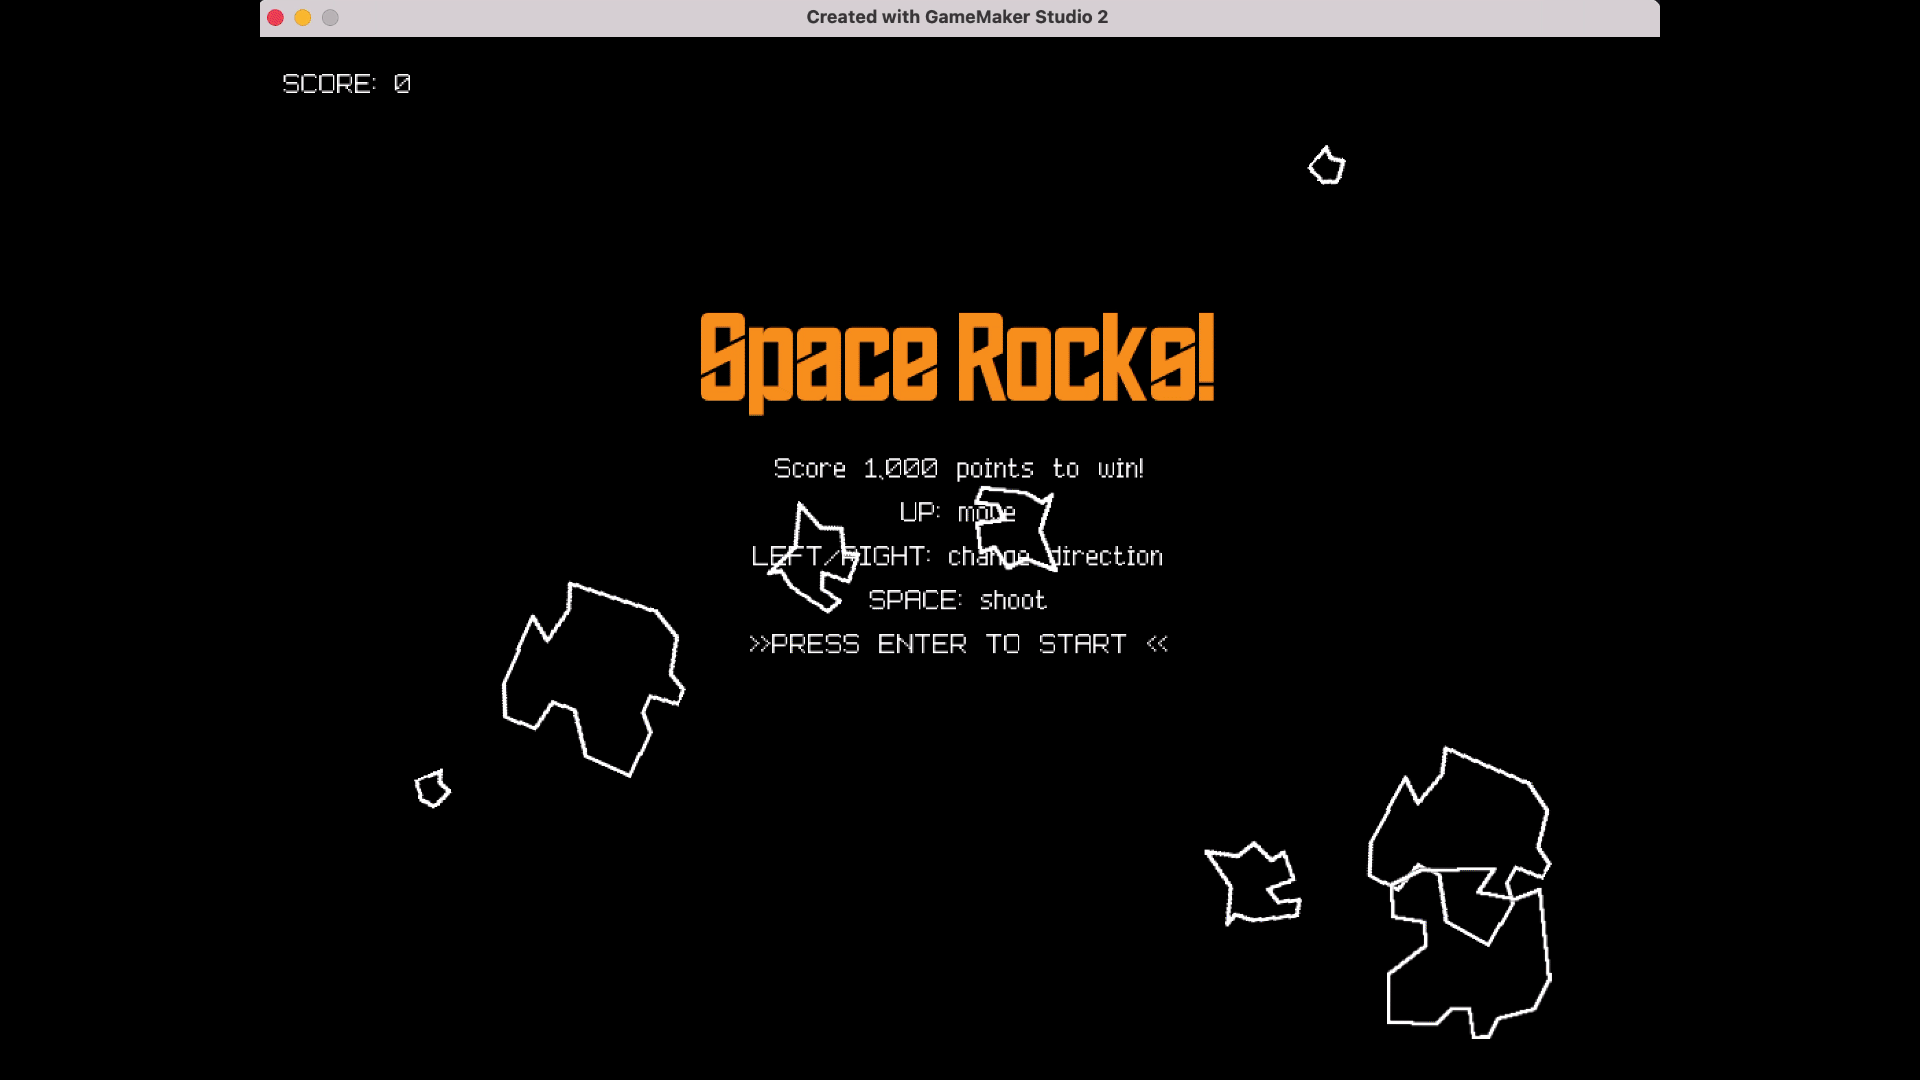 Created with GameMaker Studio 2
SCORE: 0
Space Rocks!
Score 1,000 points to win!
UP: move
LEFT/RIGHT: change direction
SPACE: shoot
>>PRESS ENTER TO START <<